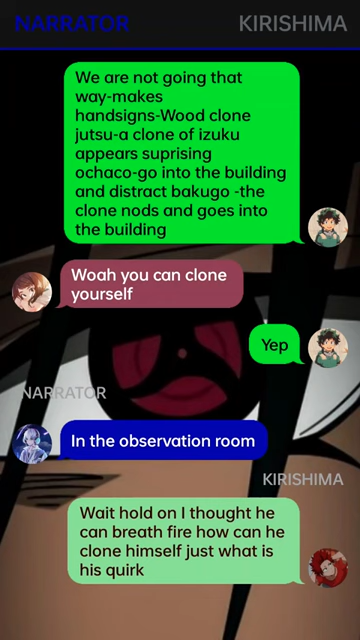 NARRATOR
KIRISHIMA
We are not going that
way-makes
handsigns-Wood clone
jutsu-a clone of izuku
appears suprising
ochaco-go into the building
and distract bakugo -the
clone nods and goes into
the building
Woah you can clone
yourself
Yep
NARRATOR
In the observation room
KIRISHIMA
Wait hold on I thought he
can breath fire how can he
clone himself just what is
his quirk